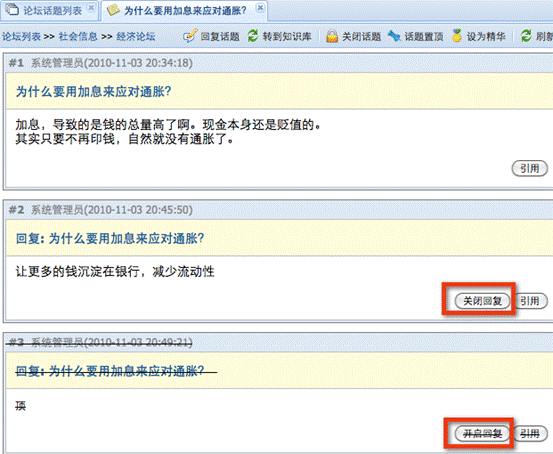 论坛话题列表 为什么要用加息来应对通胀?
论坛列表 >> 社会信息 >> 经济论坛 回复话题 转到知识库 关闭话题 话题置顶 设为精华 刷新
#1 系统管理员(2010-11-03 20:34:18)
为什么要用加息来应对通胀?
加息，导致的是钱的总量高了啊。现金本身还是贬值的。
其实只要不再印钱，自然就没有通胀了。
引用
#2 系统管理员(2010-11-03 20:45:50)
回复: 为什么要用加息来应对通胀?
让更多的钱沉淀在银行，减少流动性
关闭回复 引用
#3 系统管理员(2010-11-03 20:49:21)
回复: 为什么要用加息来应对通胀?
顶
开启回复 引用